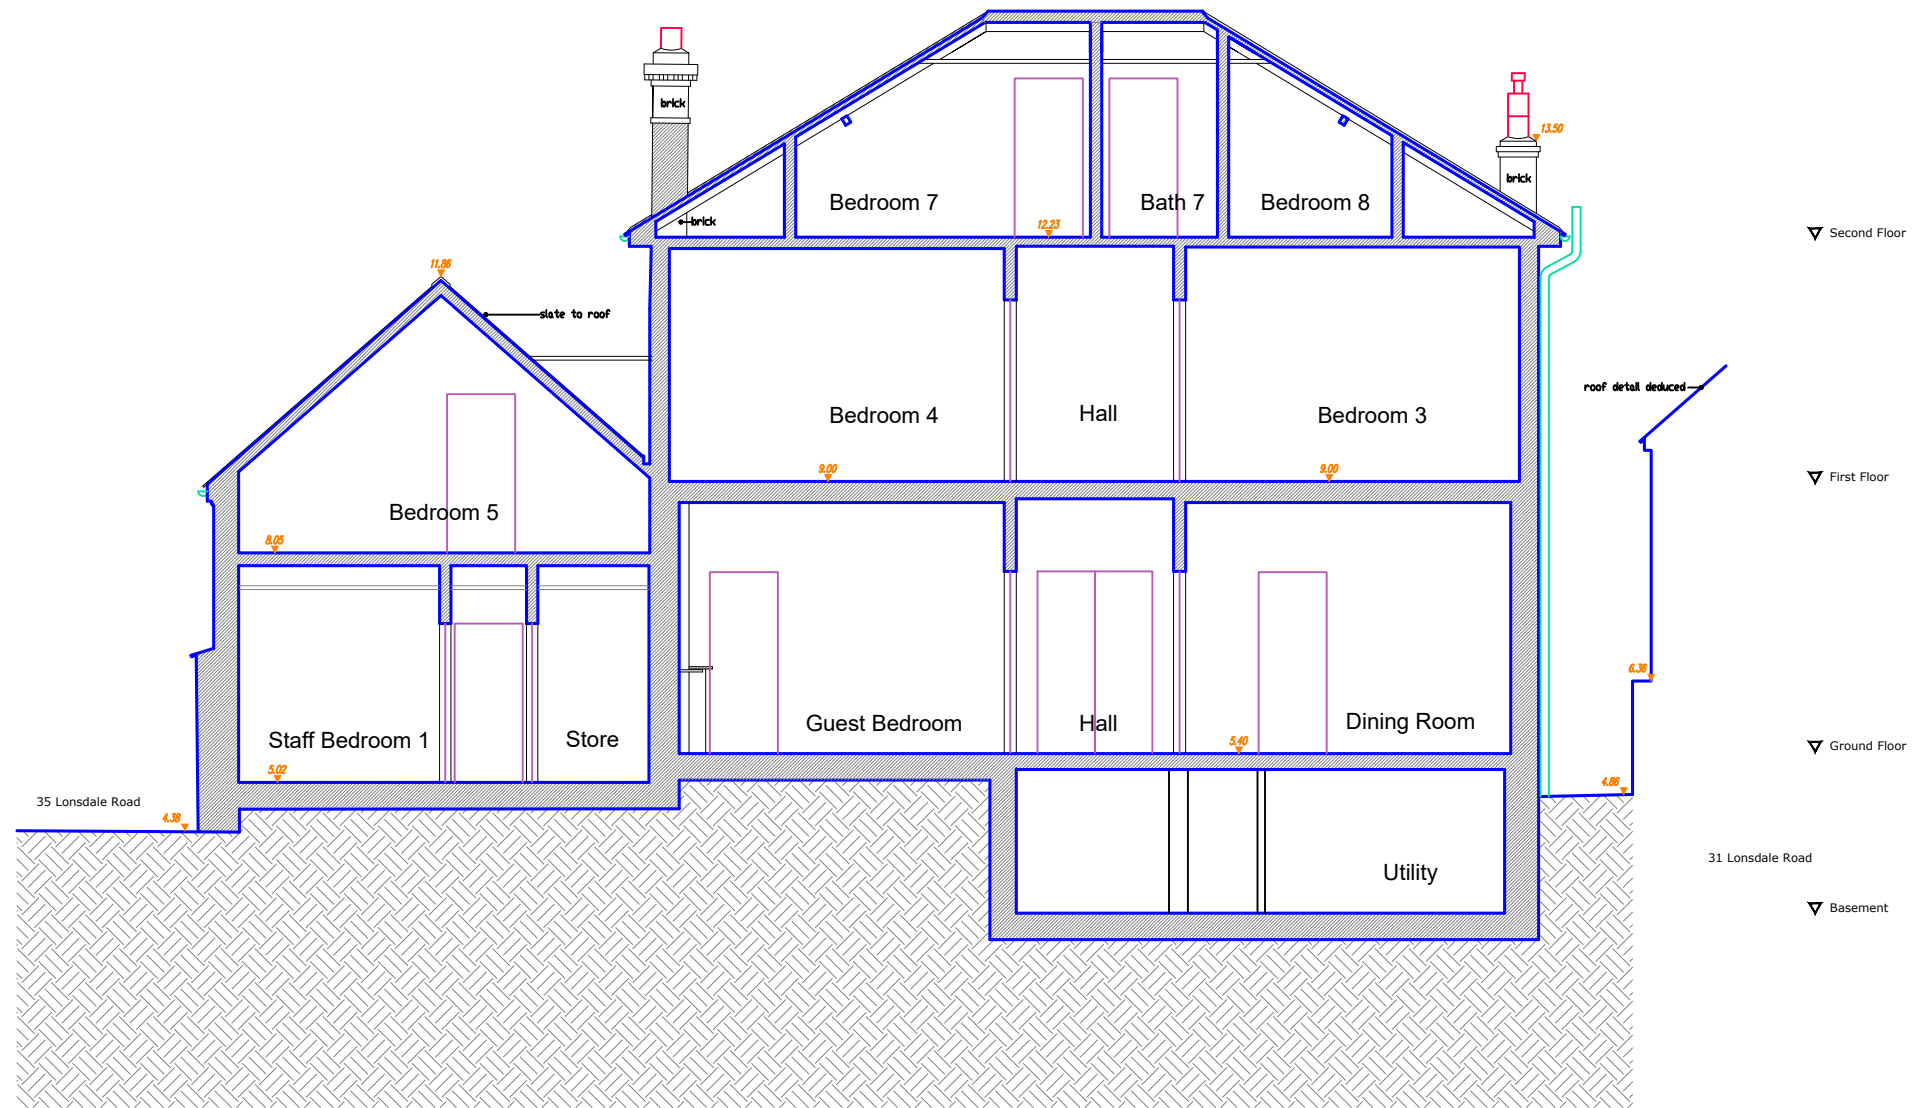 brick
13.50
brick
Bedroom 7
Bath 7
Bedroom 8
brick
12.23
Second Floor
11.86
slate to roof
roof detail deduced
Bedroom 4
Hall
Bedroom 3
9.00
9.00
First Floor
Bedroom 5
8.05
6.36
Staff Bedroom 1
Store
Guest Bedroom
Hall
Dining Room
5.40
Ground Floor
5.02
4.86
35 Lonsdale Road
4.38
31 Lonsdale Road
Utility
Basement